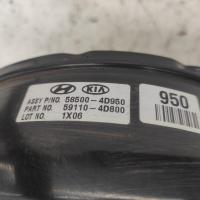 KIA
ASSY P/NO. 58500-4D950
PART NO. 59110-4D800
LOT NO. 1X06
950